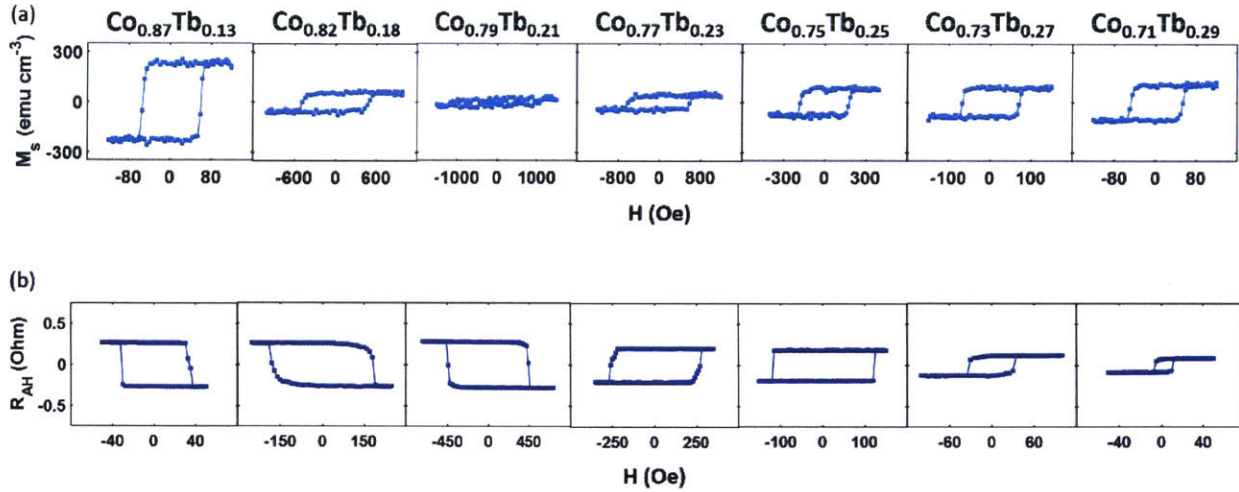 (a)
Co0.87Tb0.13 Co0.82Tb0.18 Co0.79Tb0.21 Co0.77Tb0.23 Co0.75Tb0.25 Co0.73Tb0.27 Co0.71Tb0.29
Ms (emu cm-3)
300
0
-300
-80 0 80 -600 0 600 -1000 0 1000 -800 0 800 -300 0 300 -100 0 100 -80 0 80
H (Oe)
(b)
RAH (Ohm)
0.5
0
-0.5
-40 0 40 -150 0 150 -450 0 450 -250 0 250 -100 0 100 -60 0 60 -40 0 40
H (Oe)